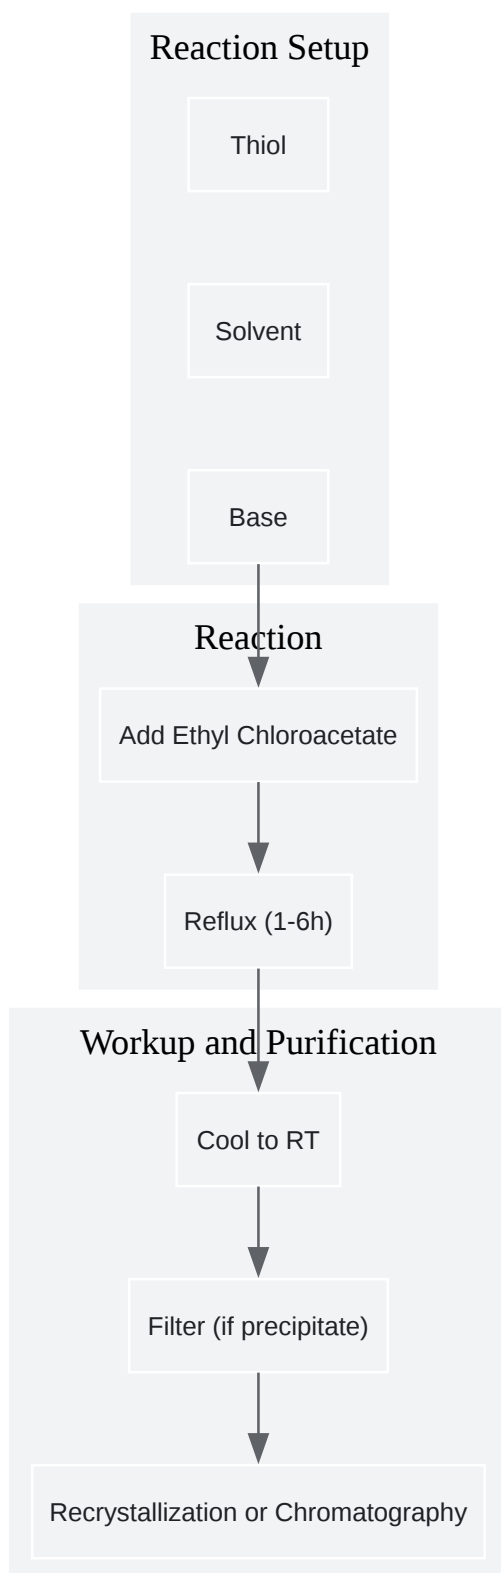 Reaction Setup
Thiol
Solvent
Base
Reaction
Add Ethyl Chloroacetate
Reflux (1-6h)
Workup and Purification
Cool to RT
Filter (if precipitate)
Recrystallization or Chromatography